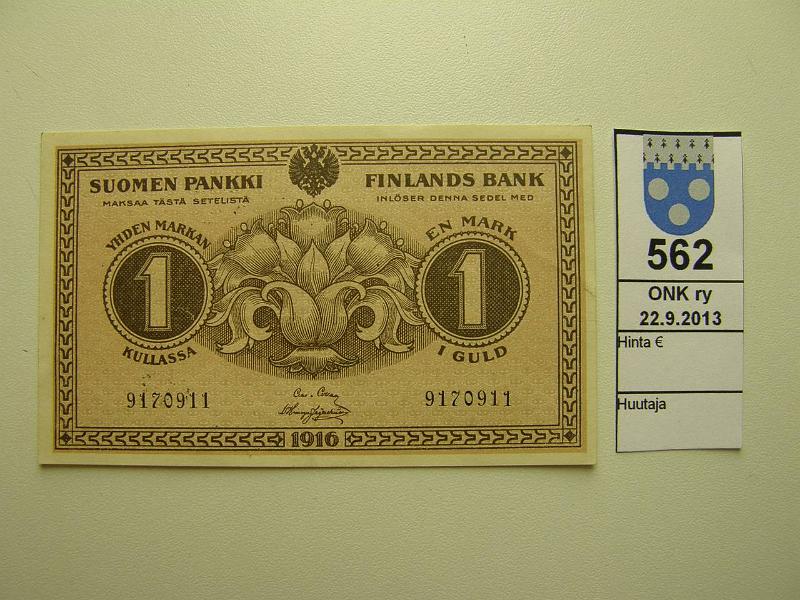 SUOMEN PANKKI
MAKSAA TÄSTÄ SETELISTÄ
FINLANDS BANK
INLÖSER DENNA SEDEL MED
YHDEN MARKAN
1
KULLASSA
EN MARK
1
I GULD
9170911
9170911
1916
562
ONK ry
22.9.2013
Hinta €
Huutaja